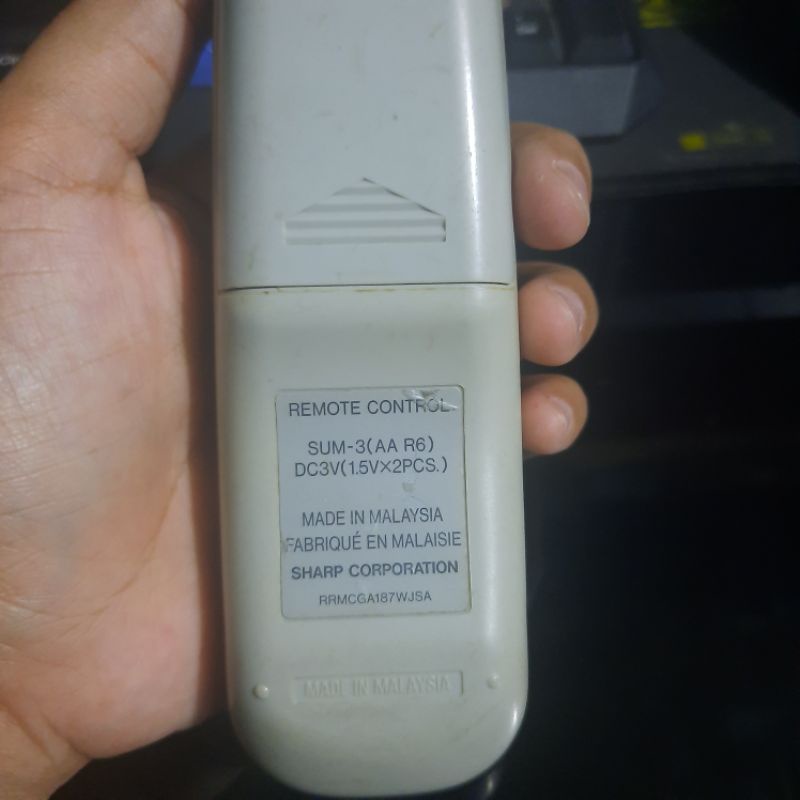 REMOTE CONTROL
SUM-3(AA R6)
DC3V(1.5V×2PCS.)
MADE IN MALAYSIA
FABRIQUÉ EN MALAISIE
SHARP CORPORATION
RRMCGA187WJSA
MADE IN MALAYSIA